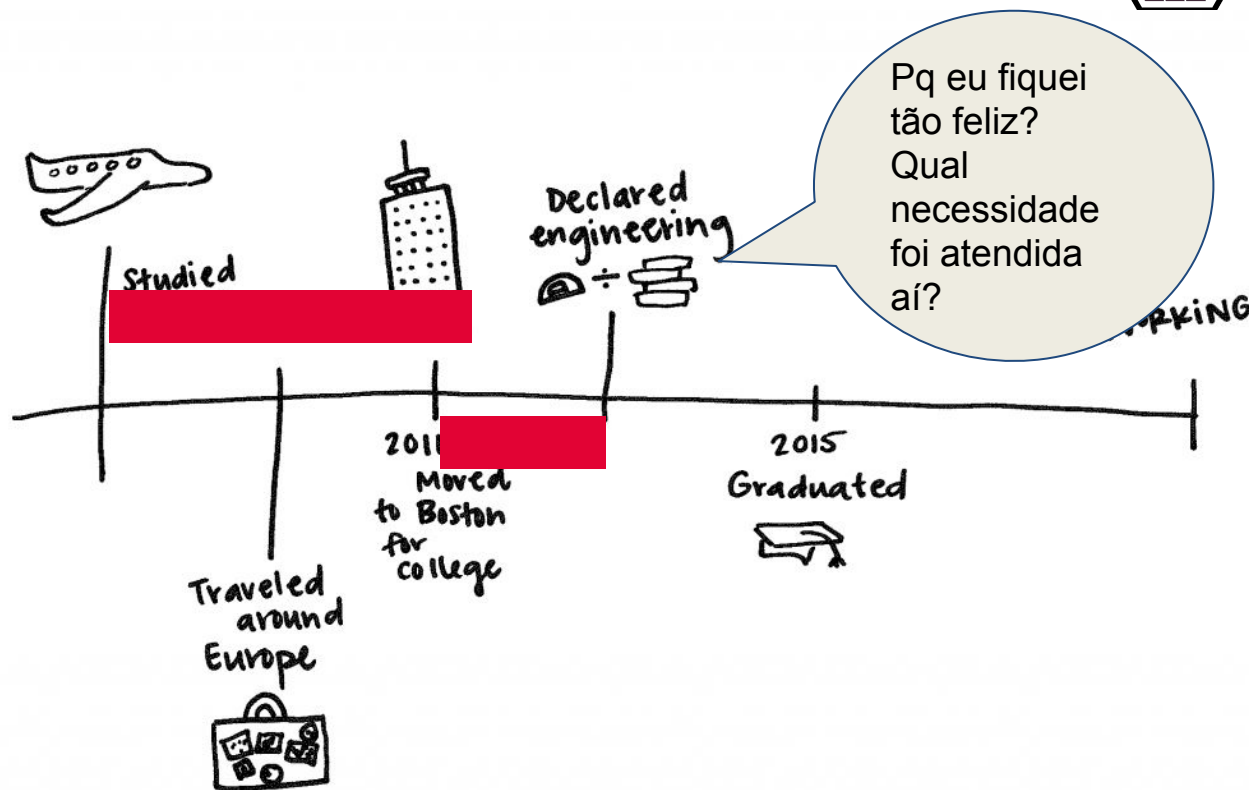 Pq eu fiquei
tão feliz?
Qual
necessidade
foi atendida
aí?
Studied
Declared
engineering
2011
Moved
to Boston
for
college
2015
Graduated
Traveled
around
Europe